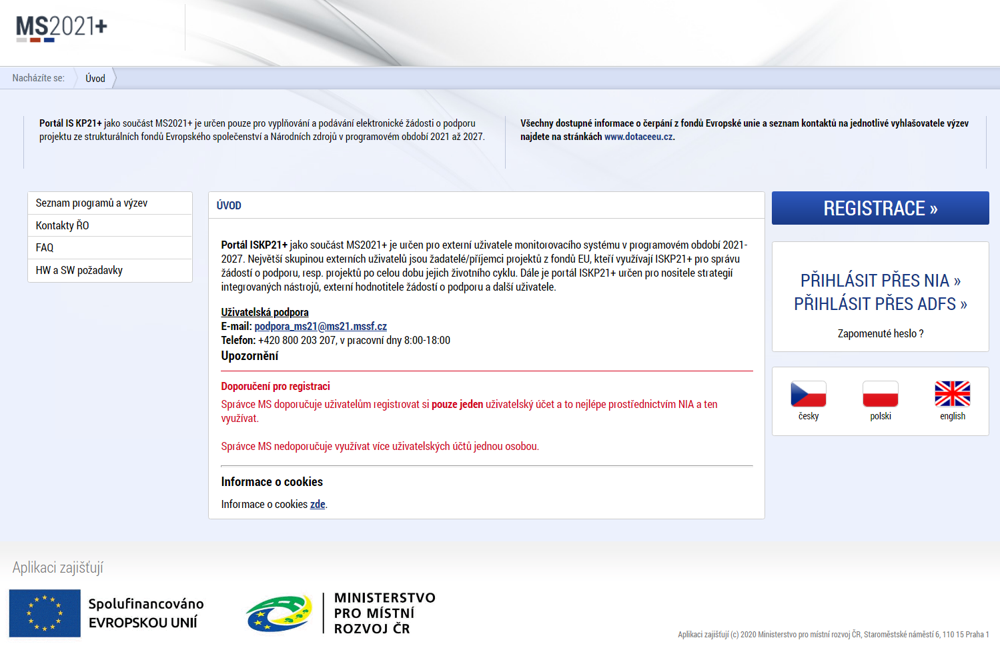 MS2021+
Nacházíte se:
Úvod
Portál IS KP21+ jako součást MS2021+ je určen pouze pro vyplňování a podávání elektronické žádosti o podporu
projektu ze strukturálních fondů Evropského společenství a Národních zdrojů v programovém období 2021 až 2027.
Všechny dostupné informace o čerpání z fondů Evropské unie a seznam kontaktů na jednotlivé vyhlašovatele výzev
najdete na stránkách www.dotaceeu.cz.
Seznam programů a výzev
Kontakty ŘO
FAQ
HW a SW požadavky
ÚVOD
Portál ISKP21+ jako součást MS2021+ je určen pro externí uživatele monitorovacího systému v programovém období 2021-
2027. Největší skupinou externích uživatelů jsou žadatelé/příjemci projektů z fondů EU, kteří využívají ISKP21+ pro správu
žádostí o podporu, resp. projektů po celou dobu jejich životního cyklu. Dále je portál ISKP21+ určen pro nositele strategií
integrovaných nástrojů, externí hodnotitele žádostí o podporu a další uživatele.
Uživatelská podpora
E-mail: podpora_ms21@ms21.mssf.cz
Telefon: +420 800 203 207, v pracovní dny 8:00-18:00
Upozornění
Doporučení pro registraci
Správce MS doporučuje uživatelům registrovat si pouze jeden uživatelský účet a to nejlépe prostřednictvím NIA a ten
využívat.
Správce MS nedoporučuje využívat více uživatelských účtů jednou osobou.
Informace o cookies
Informace o cookies zde.
REGISTRACE »
PŘIHLÁSIT PŘES NIA »
PŘIHLÁSIT PŘES ADFS »
Zapomenuté heslo ?
česky
polski
english
Aplikaci zajišťují
Spolufinancováno
EVROPSKOU UNIÍ
MINISTERSTVO
PRO MÍSTNÍ
ROZVOJ ČR
Aplikaci zajišťují (c) 2020 Ministerstvo pro místní rozvoj ČR, Staroměstské náměstí 6, 110 15 Praha 1